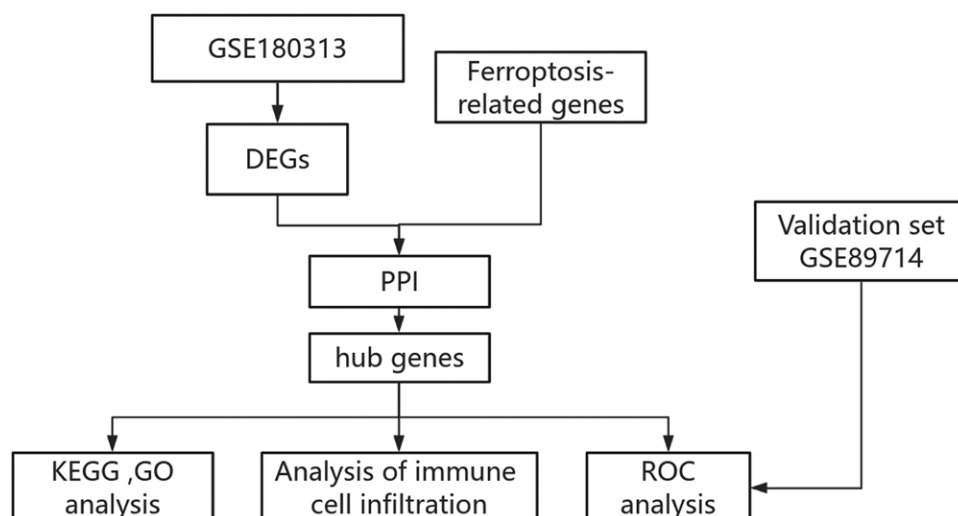 GSE180313
Ferroptosis-
related genes
DEGs
Validation set
GSE89714
PPI
hub genes
KEGG ,GO
analysis
Analysis of immune
cell infiltration
ROC
analysis